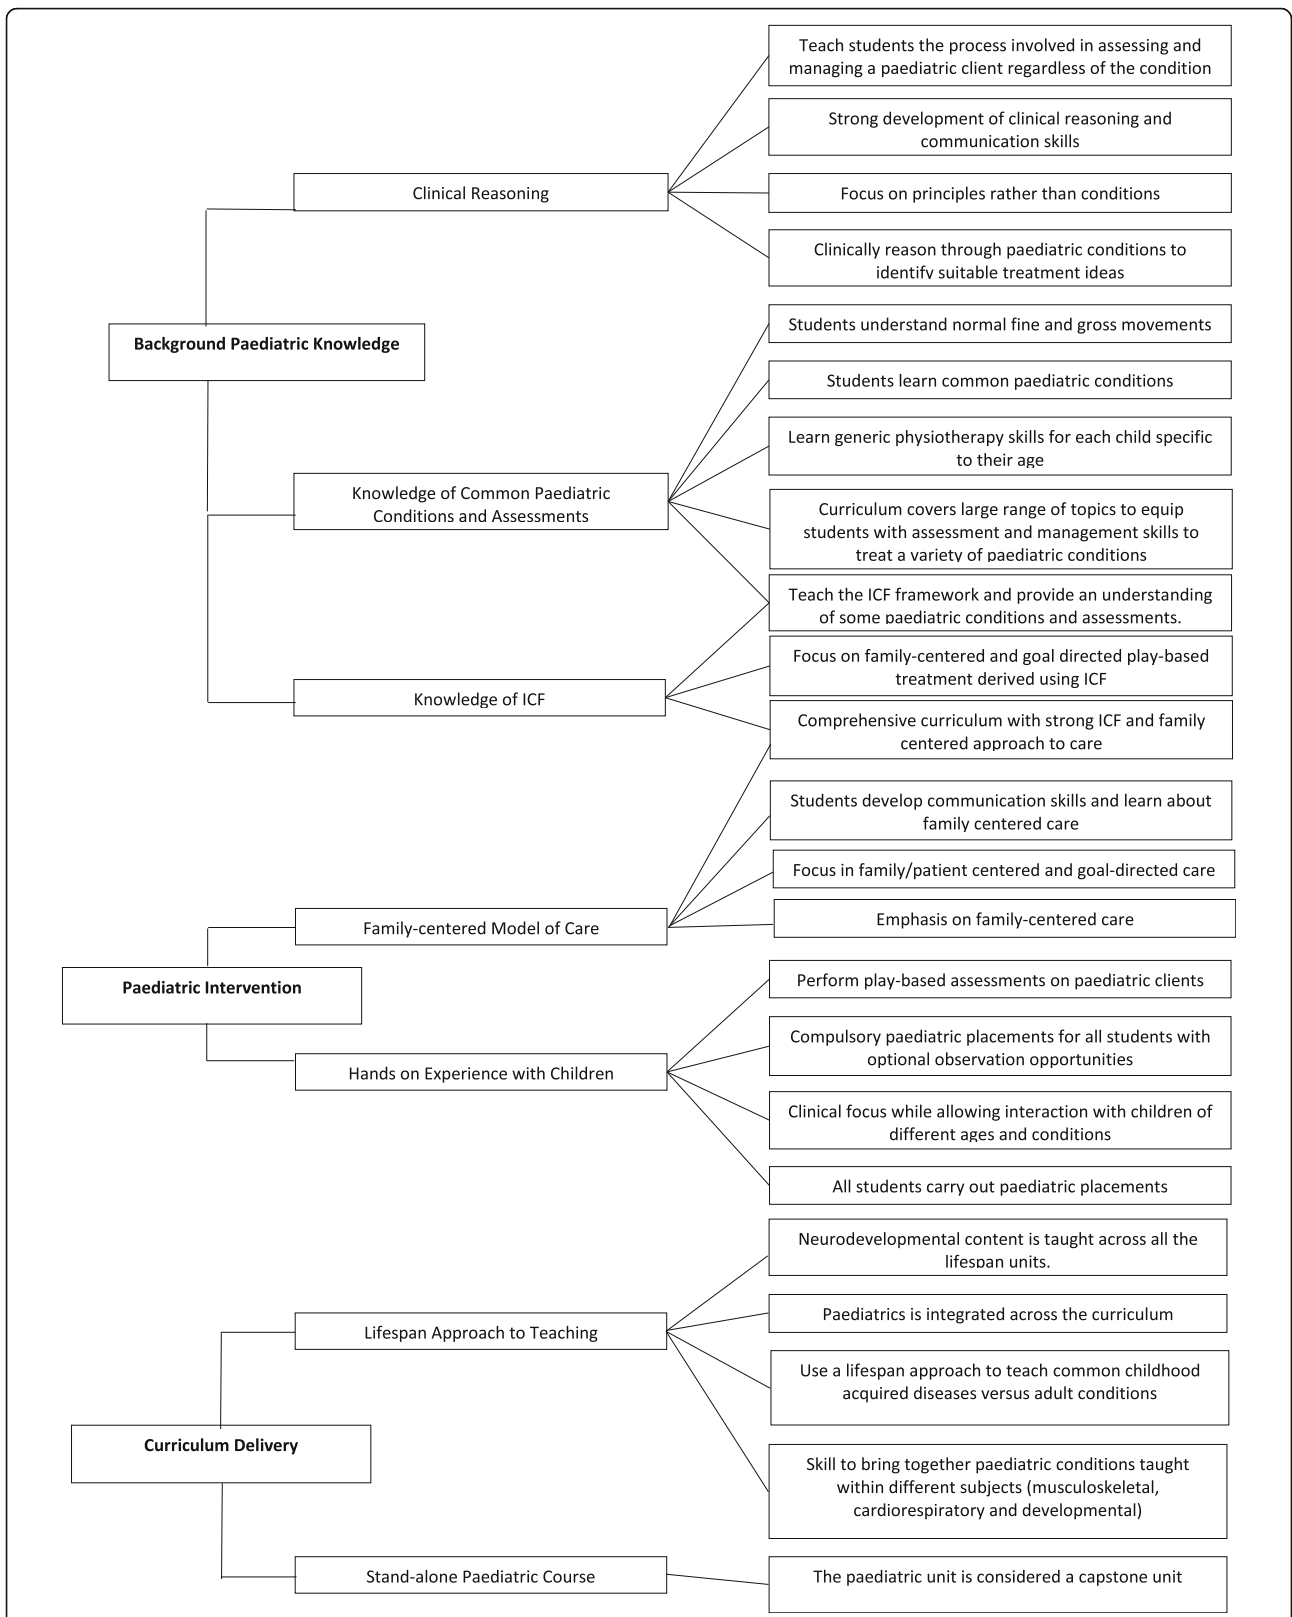 Teach students the process involved in assessing and
managing a paediatric client regardless of the condition
Strong development of clinical reasoning and
communication skills
Clinical Reasoning
Focus on principles rather than conditions
Clinically reason through paediatric conditions to
identify suitable treatment ideas
Background Paediatric Knowledge
Students understand normal fine and gross movements
Students learn common paediatric conditions
Learn generic physiotherapy skills for each child specific
to their age
Knowledge of Common Paediatric
Conditions and Assessments
Curriculum covers large range of topics to equip
students with assessment and management skills to
treat a variety of paediatric conditions
Teach the ICF framework and provide an understanding
of some paediatric conditions and assessments.
Focus on family-centered and goal directed play-based
treatment derived using ICF
Knowledge of ICF
Comprehensive curriculum with strong ICF and family
centered approach to care
Students develop communication skills and learn about
family centered care
Focus in family/patient centered and goal-directed care
Family-centered Model of Care
Emphasis on family-centered care
Paediatric Intervention
Perform play-based assessments on paediatric clients
Compulsory paediatric placements for all students with
optional observation opportunities
Hands on Experience with Children
Clinical focus while allowing interaction with children of
different ages and conditions
All students carry out paediatric placements
Neurodevelopmental content is taught across all the
lifespan units.
Lifespan Approach to Teaching
Paediatrics is integrated across the curriculum
Use a lifespan approach to teach common childhood
acquired diseases versus adult conditions
Curriculum Delivery
Skill to bring together paediatric conditions taught
within different subjects (musculoskeletal,
cardiorespiratory and developmental)
Stand-alone Paediatric Course
The paediatric unit is considered a capstone unit